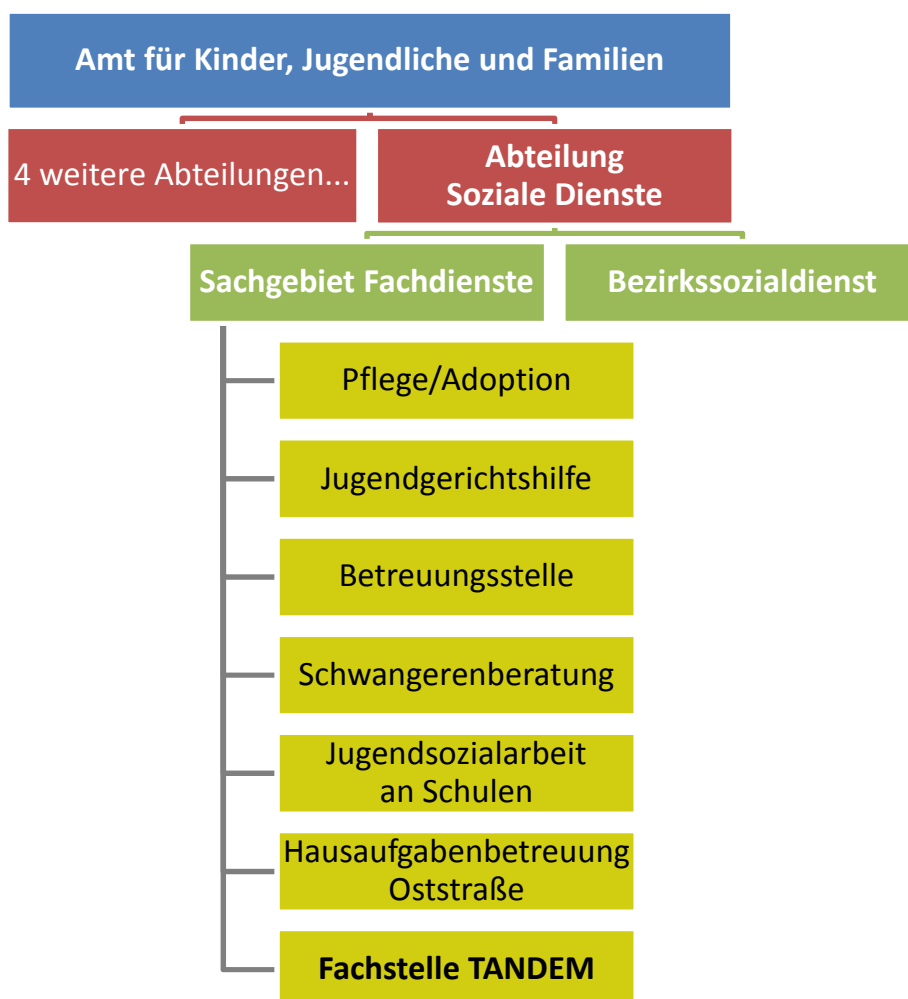 Amt für Kinder, Jugendliche und Familien
4 weitere Abteilungen...
Abteilung
Soziale Dienste
Sachgebiet Fachdienste
Bezirkssozialdienst
Pflege/Adoption
Jugendgerichtshilfe
Betreuungsstelle
Schwangerenberatung
Jugendsozialarbeit
an Schulen
Hausaufgabenbetreuung
Oststraße
Fachstelle TANDEM